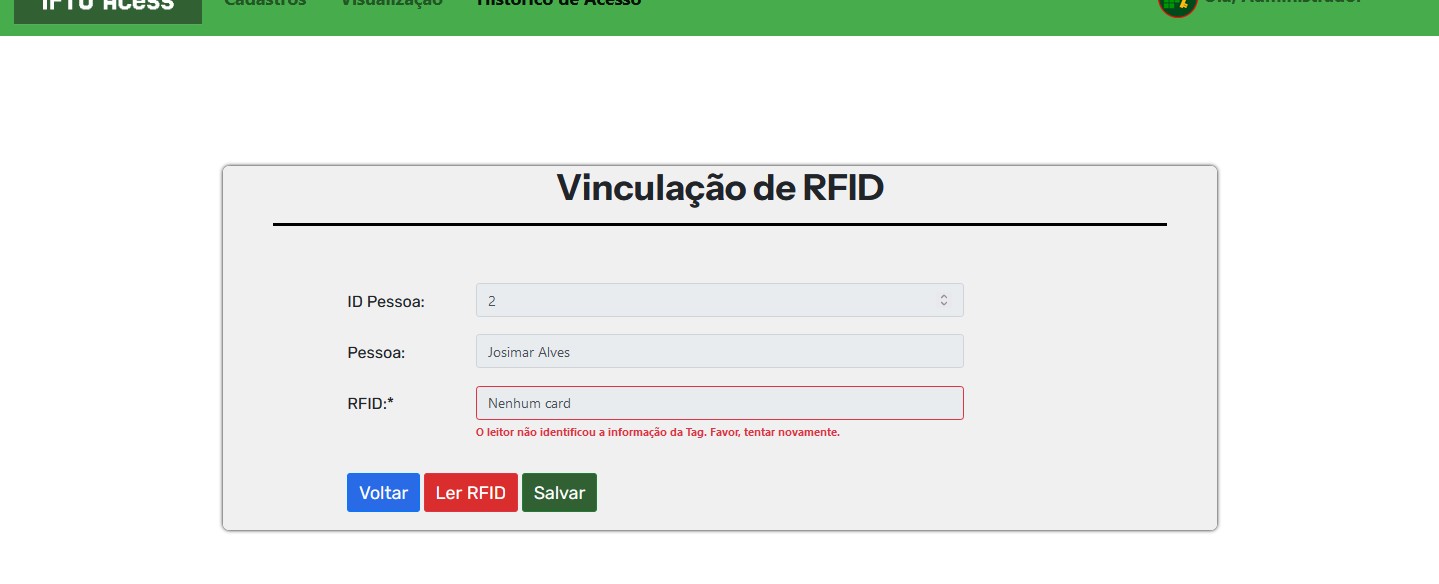 IFTO Acess Cadastros Visualização Histórico de Acesso Olá, Administrador
Vinculação de RFID
ID Pessoa: 2
Pessoa: Josimar Alves
RFID:* Nenhum card
O leitor não identificou a informação da Tag. Favor, tentar novamente.
Voltar Ler RFID Salvar